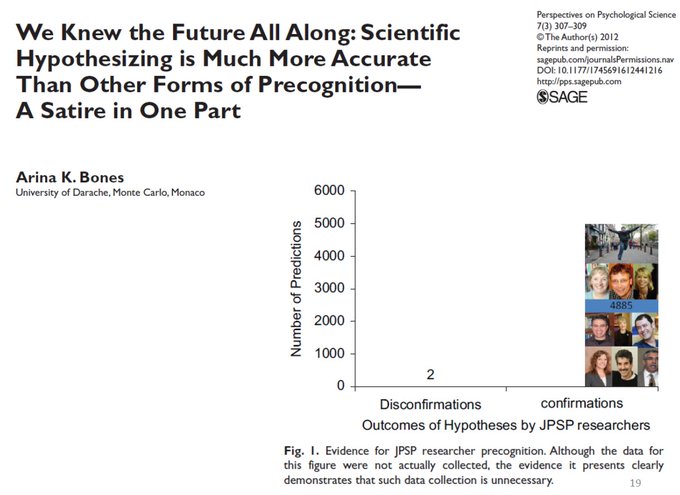 We Knew the Future All Along: Scientific
Hypothesizing is Much More Accurate
Than Other Forms of Precognition—
A Satire in One Part
Perspectives on Psychological Science
7(3) 307–309
© The Author(s) 2012
Reprints and permission:
sagepub.com/journalsPermissions.nav
DOI: 10.1177/1745691612441216
http://pps.sagepub.com
SAGE
Arina K. Bones
University of Darache, Monte Carlo, Monaco
Number of Predictions
6000
5000
4000
3000
2000
1000
0
2
4885
Disconfirmations
confirmations
Outcomes of Hypotheses by JPSP researchers
Fig. 1. Evidence for JPSP researcher precognition. Although the data for
this figure were not actually collected, the evidence it presents clearly
demonstrates that such data collection is unnecessary.
19